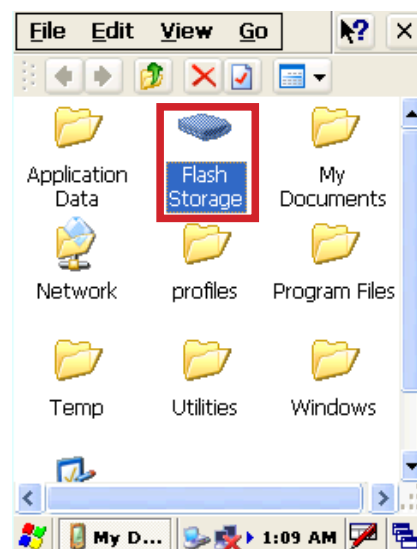 File Edit View Go ?
Application Data
Flash Storage
My Documents
Network
profiles
Program Files
Temp
Utilities
Windows
My D...
1:09 AM